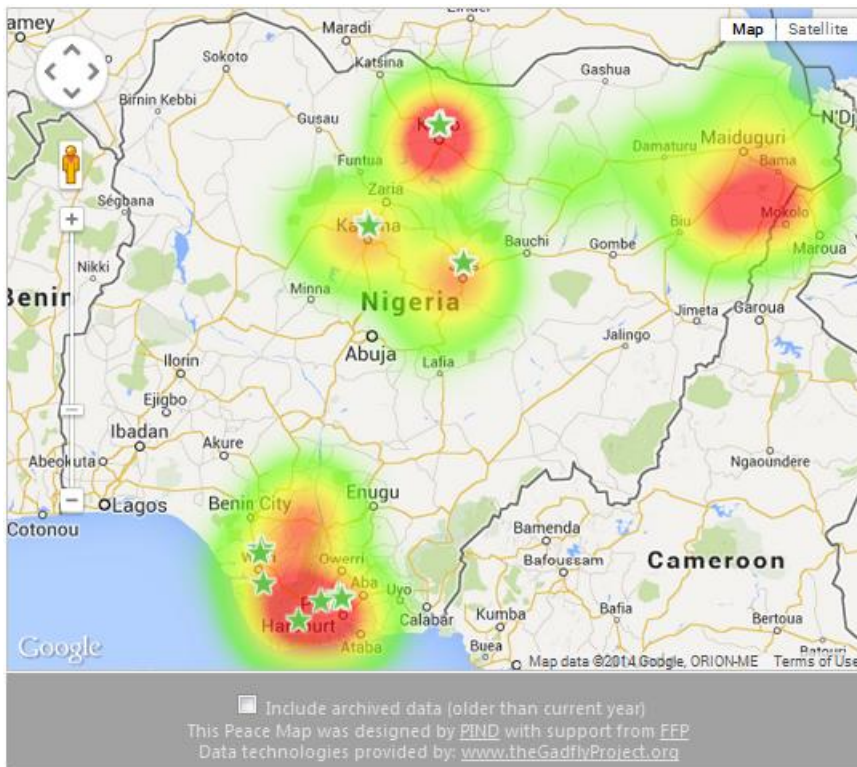 amey
Maradi
Map Satellite
Sokoto
Katsina
Gashua
Birnin Kebbi
N'Dj
Gusau
K o
Maiduguri
Damaturu
Bama
Funtua
Zaria
Ségbana
Biu
Mokolo
Ka a
Maroua
Bauchi
Gombe
Nikki
Benin
Minna
Nigeria
Jimeta
Garoua
Abuja
Jalingo
Lafia
Ilorin
Ejigbo
Ibadan
Akure
Ngaoundere
Abeokuta
Enugu
Lagos
Benin City
Cotonou
Bamenda
Owerri
Cameroon
Bafoussam
Aba
Uyo
Bafia
Harcourt
Calabar
Kumba
Bertoua
Ataba
Buea
Batouri
Google
Map data ©2014 Google, ORION-ME Terms of Use
Include archived data (older than current year)
This Peace Map was designed by PIND with support from FFP
Data technologies provided by: www.theGadflyProject.org